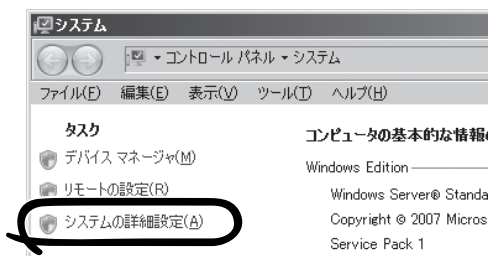 システム
コントロール パネル システム
ファイル(F) 編集(E) 表示(V) ツール(T) ヘルプ(H)
タスク
デバイス マネージャ(M)
リモートの設定(R)
システムの詳細設定(A)
コンピュータの基本的な情報
Windows Edition
Windows Server® Standa
Copyright © 2007 Micros
Service Pack 1